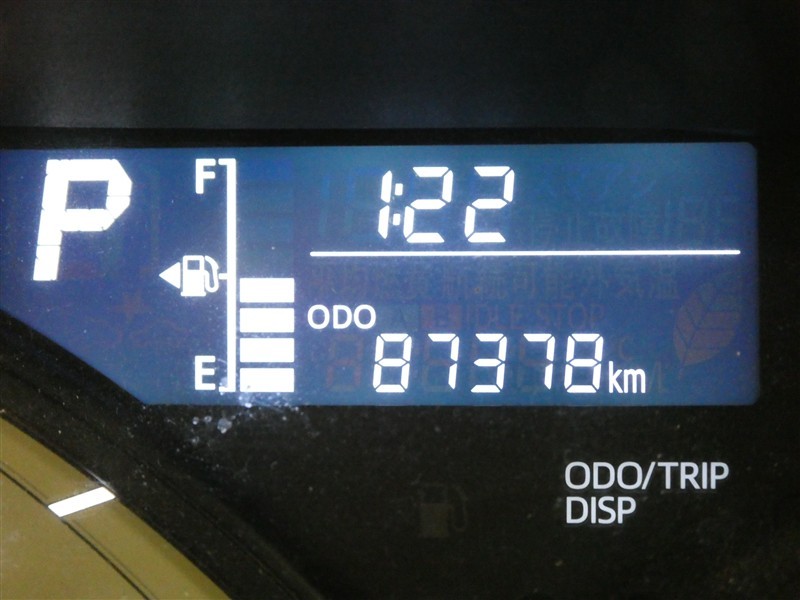 P
F
1:22
ODO
E
87378km
ODO/TRIP
DISP